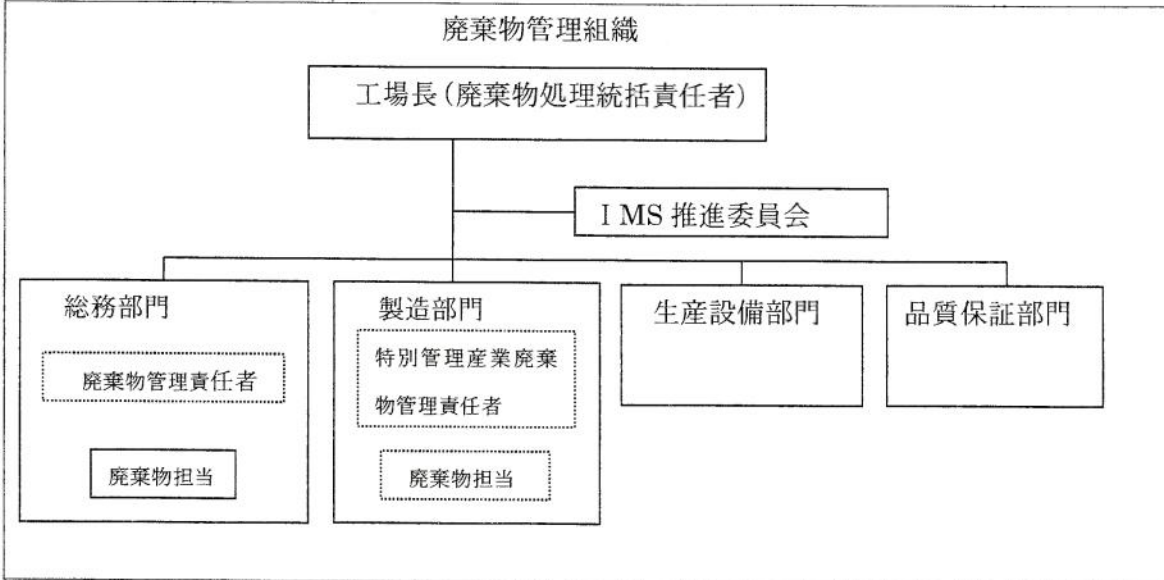 廃棄物管理組織
工場長(廃棄物処理統括責任者)
I MS 推進委員会
総務部門
廃棄物管理責任者
廃棄物担当
製造部門
特別管理産業廃棄
物管理責任者
廃棄物担当
生産設備部門
品質保証部門